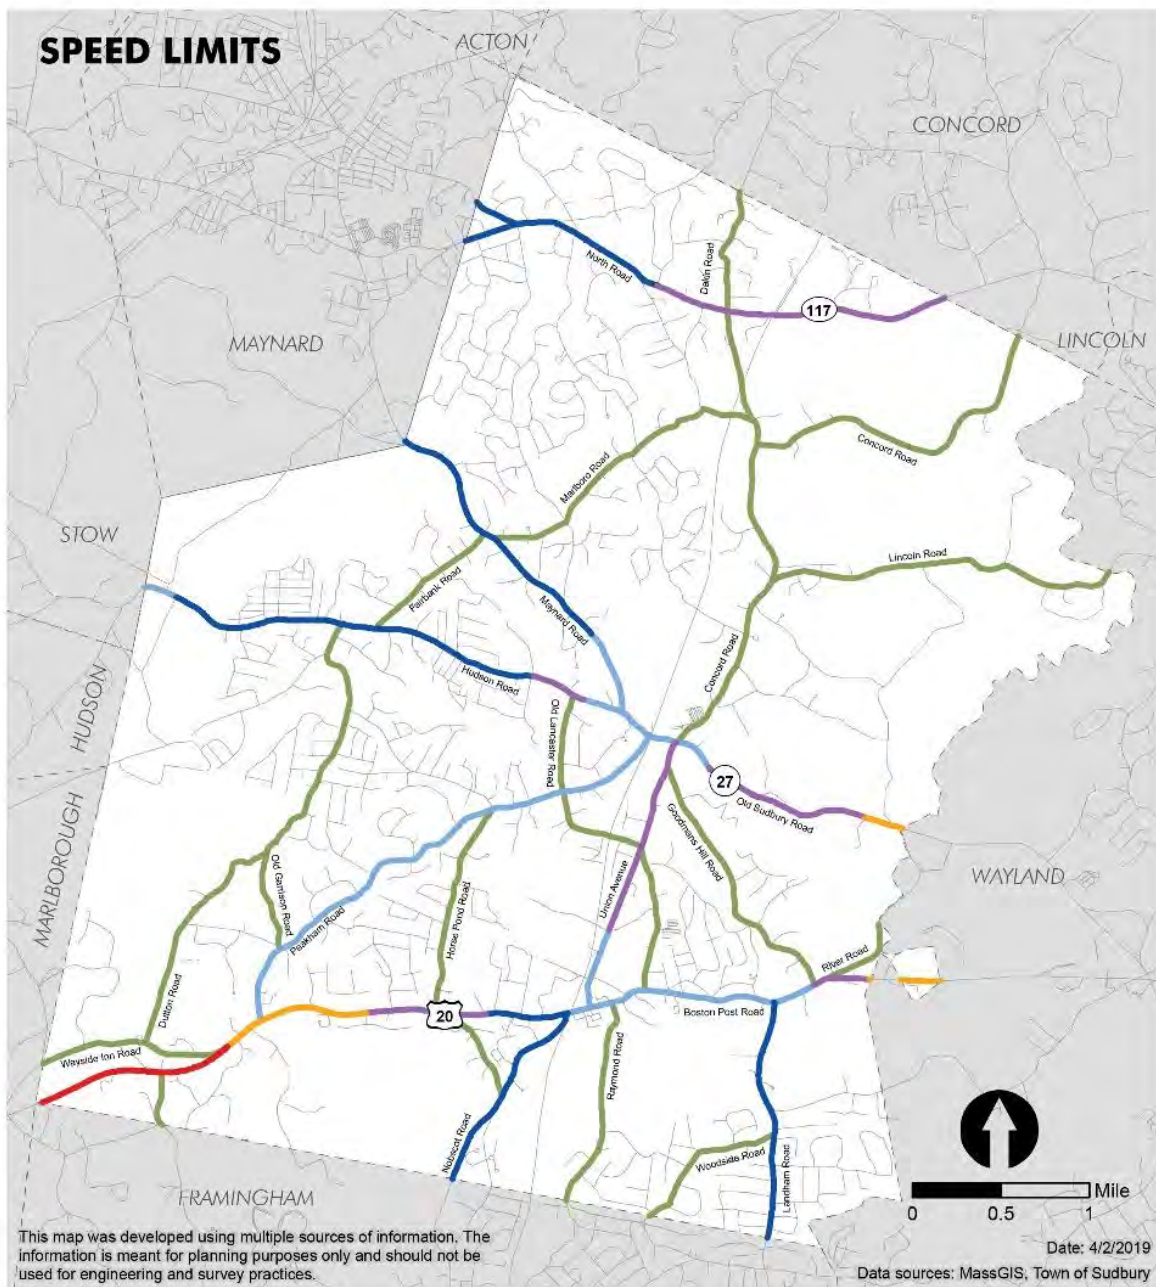 SPEED LIMITS
ACTON
CONCORD
North Road
Dakin Road
117
MAYNARD
LINCOLN
Concord Road
Marlboro Road
STOW
Lincoln Road
Fairbank Road
Maynard Road
Hudson Road
Concord Road
HUDSON
Old Lancaster Road
27
Old Sudbury Road
Goodmans Hill Road
MARLBOROUGH
Old Garrison Road
Union Avenue
WAYLAND
Peakham Road
Horse Pond Road
River Road
Dutton Road
20
Boston Post Road
Wayside Inn Road
Raymond Road
Nobscot Road
Woodside Road
Landham Road
FRAMINGHAM
Mile
0 0.5 1
This map was developed using multiple sources of information. The
information is meant for planning purposes only and should not be
used for engineering and survey practices.
Date: 4/2/2019
Data sources: MassGIS, Town of Sudbury